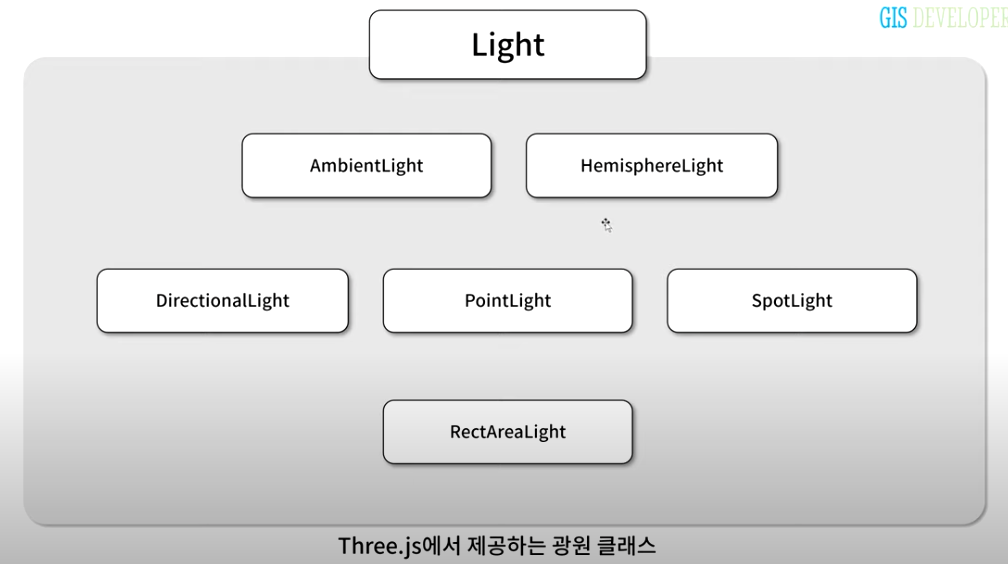 GIS DEVELOPER
Light
AmbientLight
HemisphereLight
DirectionalLight
PointLight
SpotLight
RectAreaLight
Three.js에서 제공하는 광원 클래스